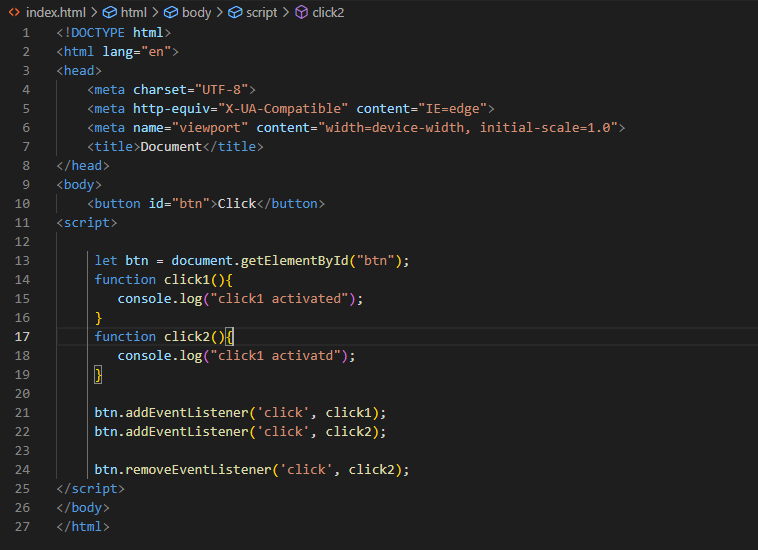 index.html > html > body > script > click2
1 <!DOCTYPE html>
2 <html lang="en">
3 <head>
4     <meta charset="UTF-8">
5     <meta http-equiv="X-UA-Compatible" content="IE=edge">
6     <meta name="viewport" content="width=device-width, initial-scale=1.0">
7     <title>Document</title>
8 </head>
9 <body>
10     <button id="btn">Click</button>
11 <script>
12
13      let btn = document.getElementById("btn");
14      function click1(){
15         console.log("click1 activated");
16      }
17      function click2(){
18         console.log("click1 activatd");
19      }
20
21      btn.addEventListener('click', click1);
22      btn.addEventListener('click', click2);
23
24      btn.removeEventListener('click', click2);
25 </script>
26 </body>
27 </html>